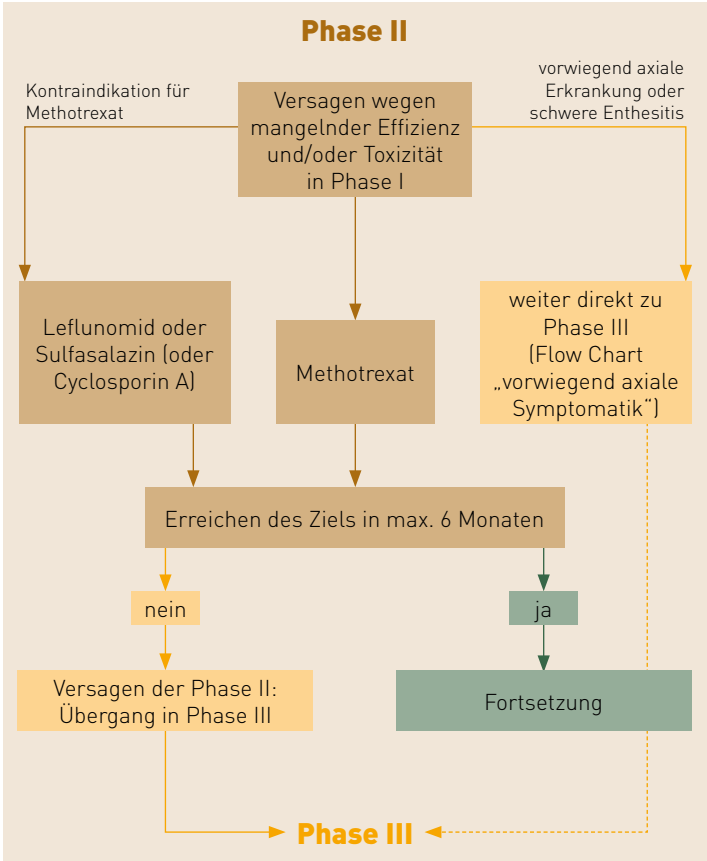 Phase II
Kontraindikation für
Methotrexat
Versagen wegen
mangelnder Effizienz
und/oder Toxizität
in Phase I
vorwiegend axiale
Erkrankung oder
schwere Enthesitis
Leflunomid oder
Sulfasalazin (oder
Cyclosporin A)
Methotrexat
weiter direkt zu
Phase III
(Flow Chart
„vorwiegend axiale
Symptomatik“)
Erreichen des Ziels in max. 6 Monaten
nein
ja
Versagen der Phase II:
Übergang in Phase III
Fortsetzung
Phase III